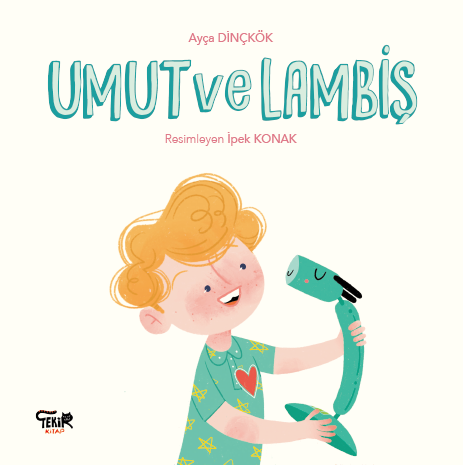 Ayça DİNÇKÖK
UMUT ve LAMBİŞ
Resimleyen İpek KONAK
TEKİR
KİTAP